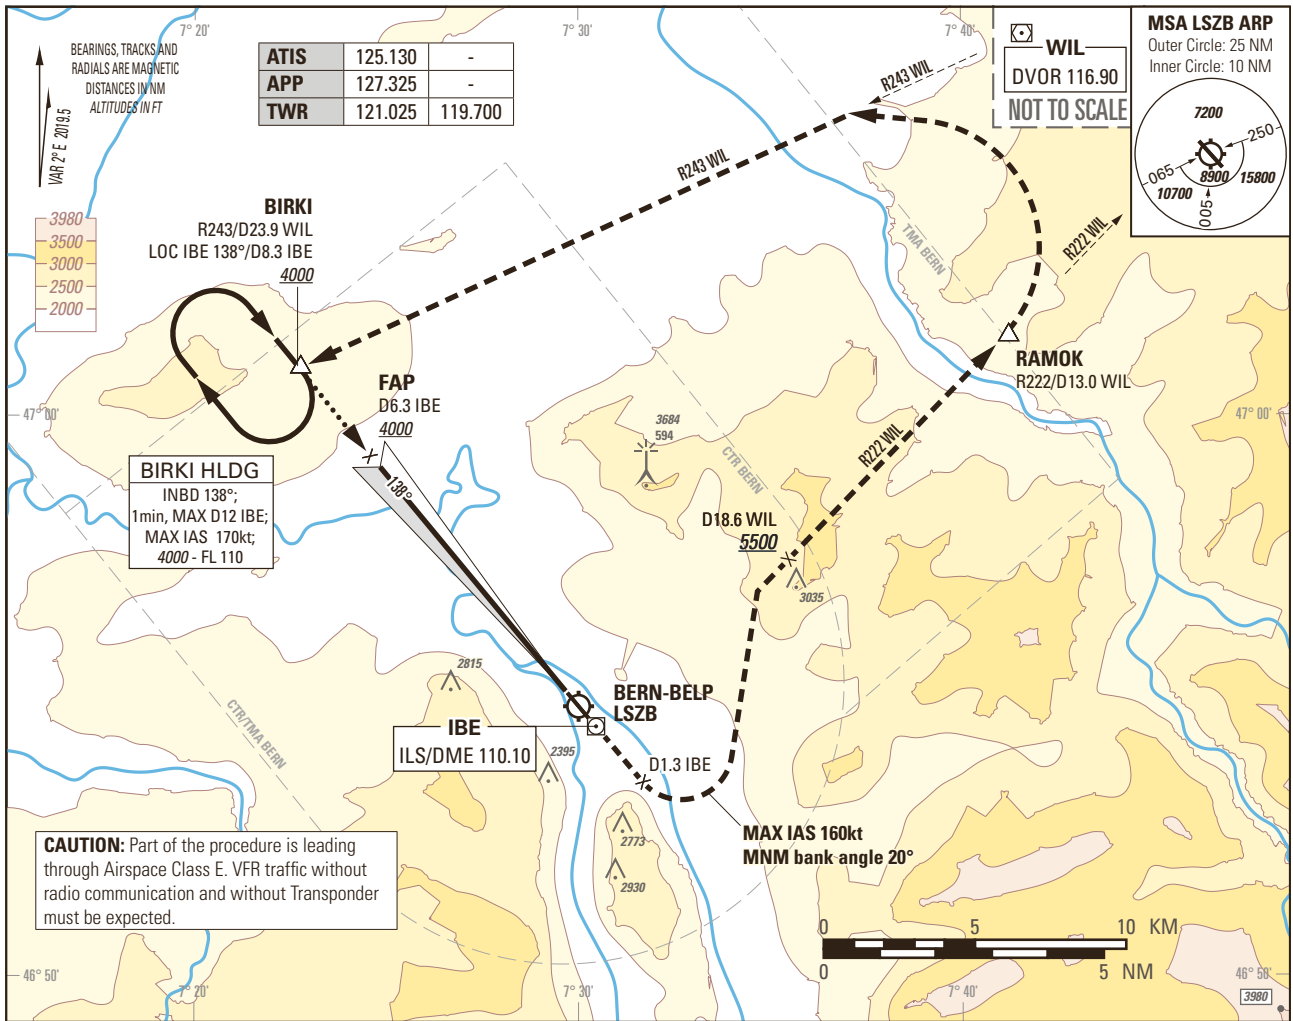 7° 20'
7° 30'
7° 40'
BEARINGS, TRACKS AND
RADIALS ARE MAGNETIC
DISTANCES IN NM
ALTITUDES IN FT
VAR 2° E 2019.5
ATIS 125.130 -
APP 127.325 -
TWR 121.025 119.700
WIL
DVOR 116.90
NOT TO SCALE
MSA LSZB ARP
Outer Circle: 25 NM
Inner Circle: 10 NM
7200
250
065
8900
15800
10700
005
R243 WIL
R243 WIL
R222 WIL
TMA BERN
3980
3500
3000
2500
2000
BIRKI
R243/D23.9 WIL
LOC IBE 138°/D8.3 IBE
4000
RAMOK
R222/D13.0 WIL
FAP
D6.3 IBE
4000
47° 00'
47° 00'
3684
594
R222 WIL
CTR BERN
BIRKI HLDG
INBD 138°;
1min, MAX D12 IBE;
MAX IAS 170kt;
4000 - FL 110
138°
D18.6 WIL
5500
3035
2815
BERN-BELP
LSZB
CTR/TMA BERN
IBE
ILS/DME 110.10
2395
D1.3 IBE
MAX IAS 160kt
MNM bank angle 20°
2773
2930
CAUTION: Part of the procedure is leading
through Airspace Class E. VFR traffic without
radio communication and without Transponder
must be expected.
0 5 10 KM
0 5 NM
46° 50'
46° 50'
7° 20'
7° 30'
7° 40'
3980